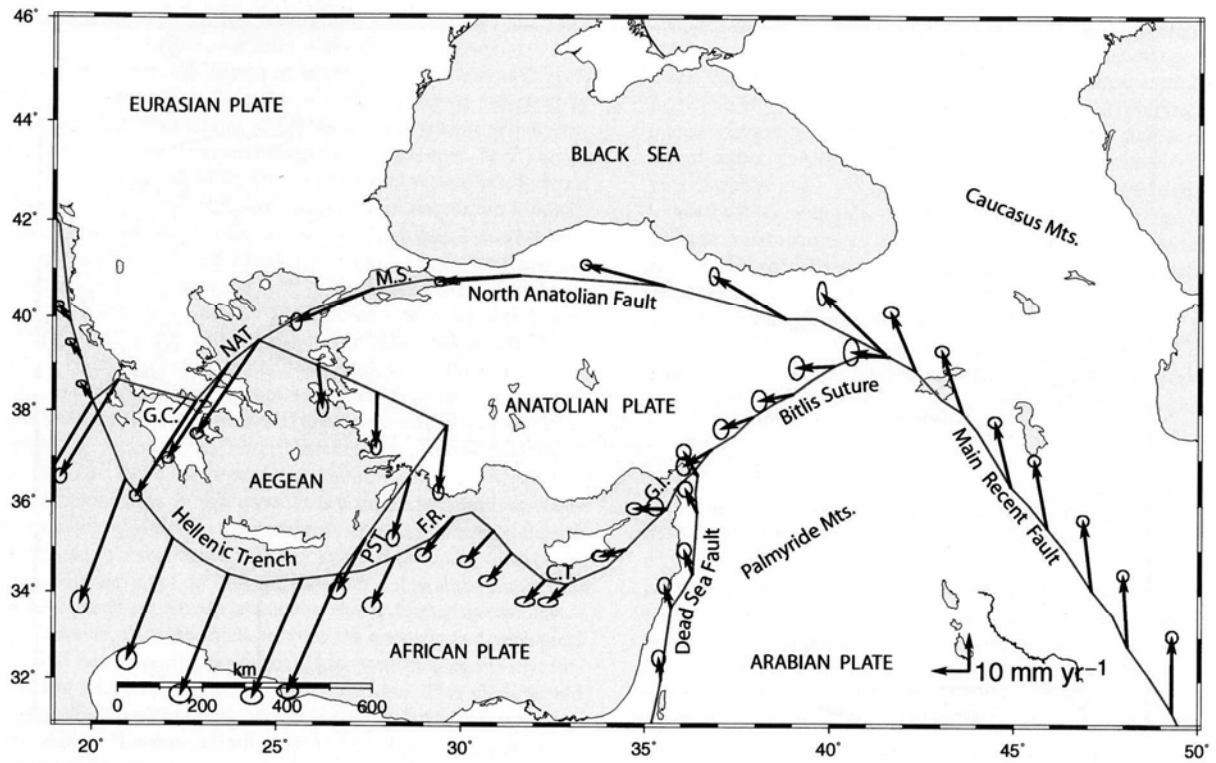 46°
44°
42°
40°
38°
36°
34°
32°
EURASIAN PLATE
BLACK SEA
Caucasus Mts.
M.S.
North Anatolian Fault
NAT
G.C.
ANATOLIAN PLATE
Bitlis Suture
AEGEAN
Main Recent Fault
G.I.
F.R.
Hellenic Trench
PST
C.T.
Palmyride Mts.
Dead Sea Fault
AFRICAN PLATE
ARABIAN PLATE
10 mm yr⁻¹
km
0 200 400 600
20° 25° 30° 35° 40° 45° 50°